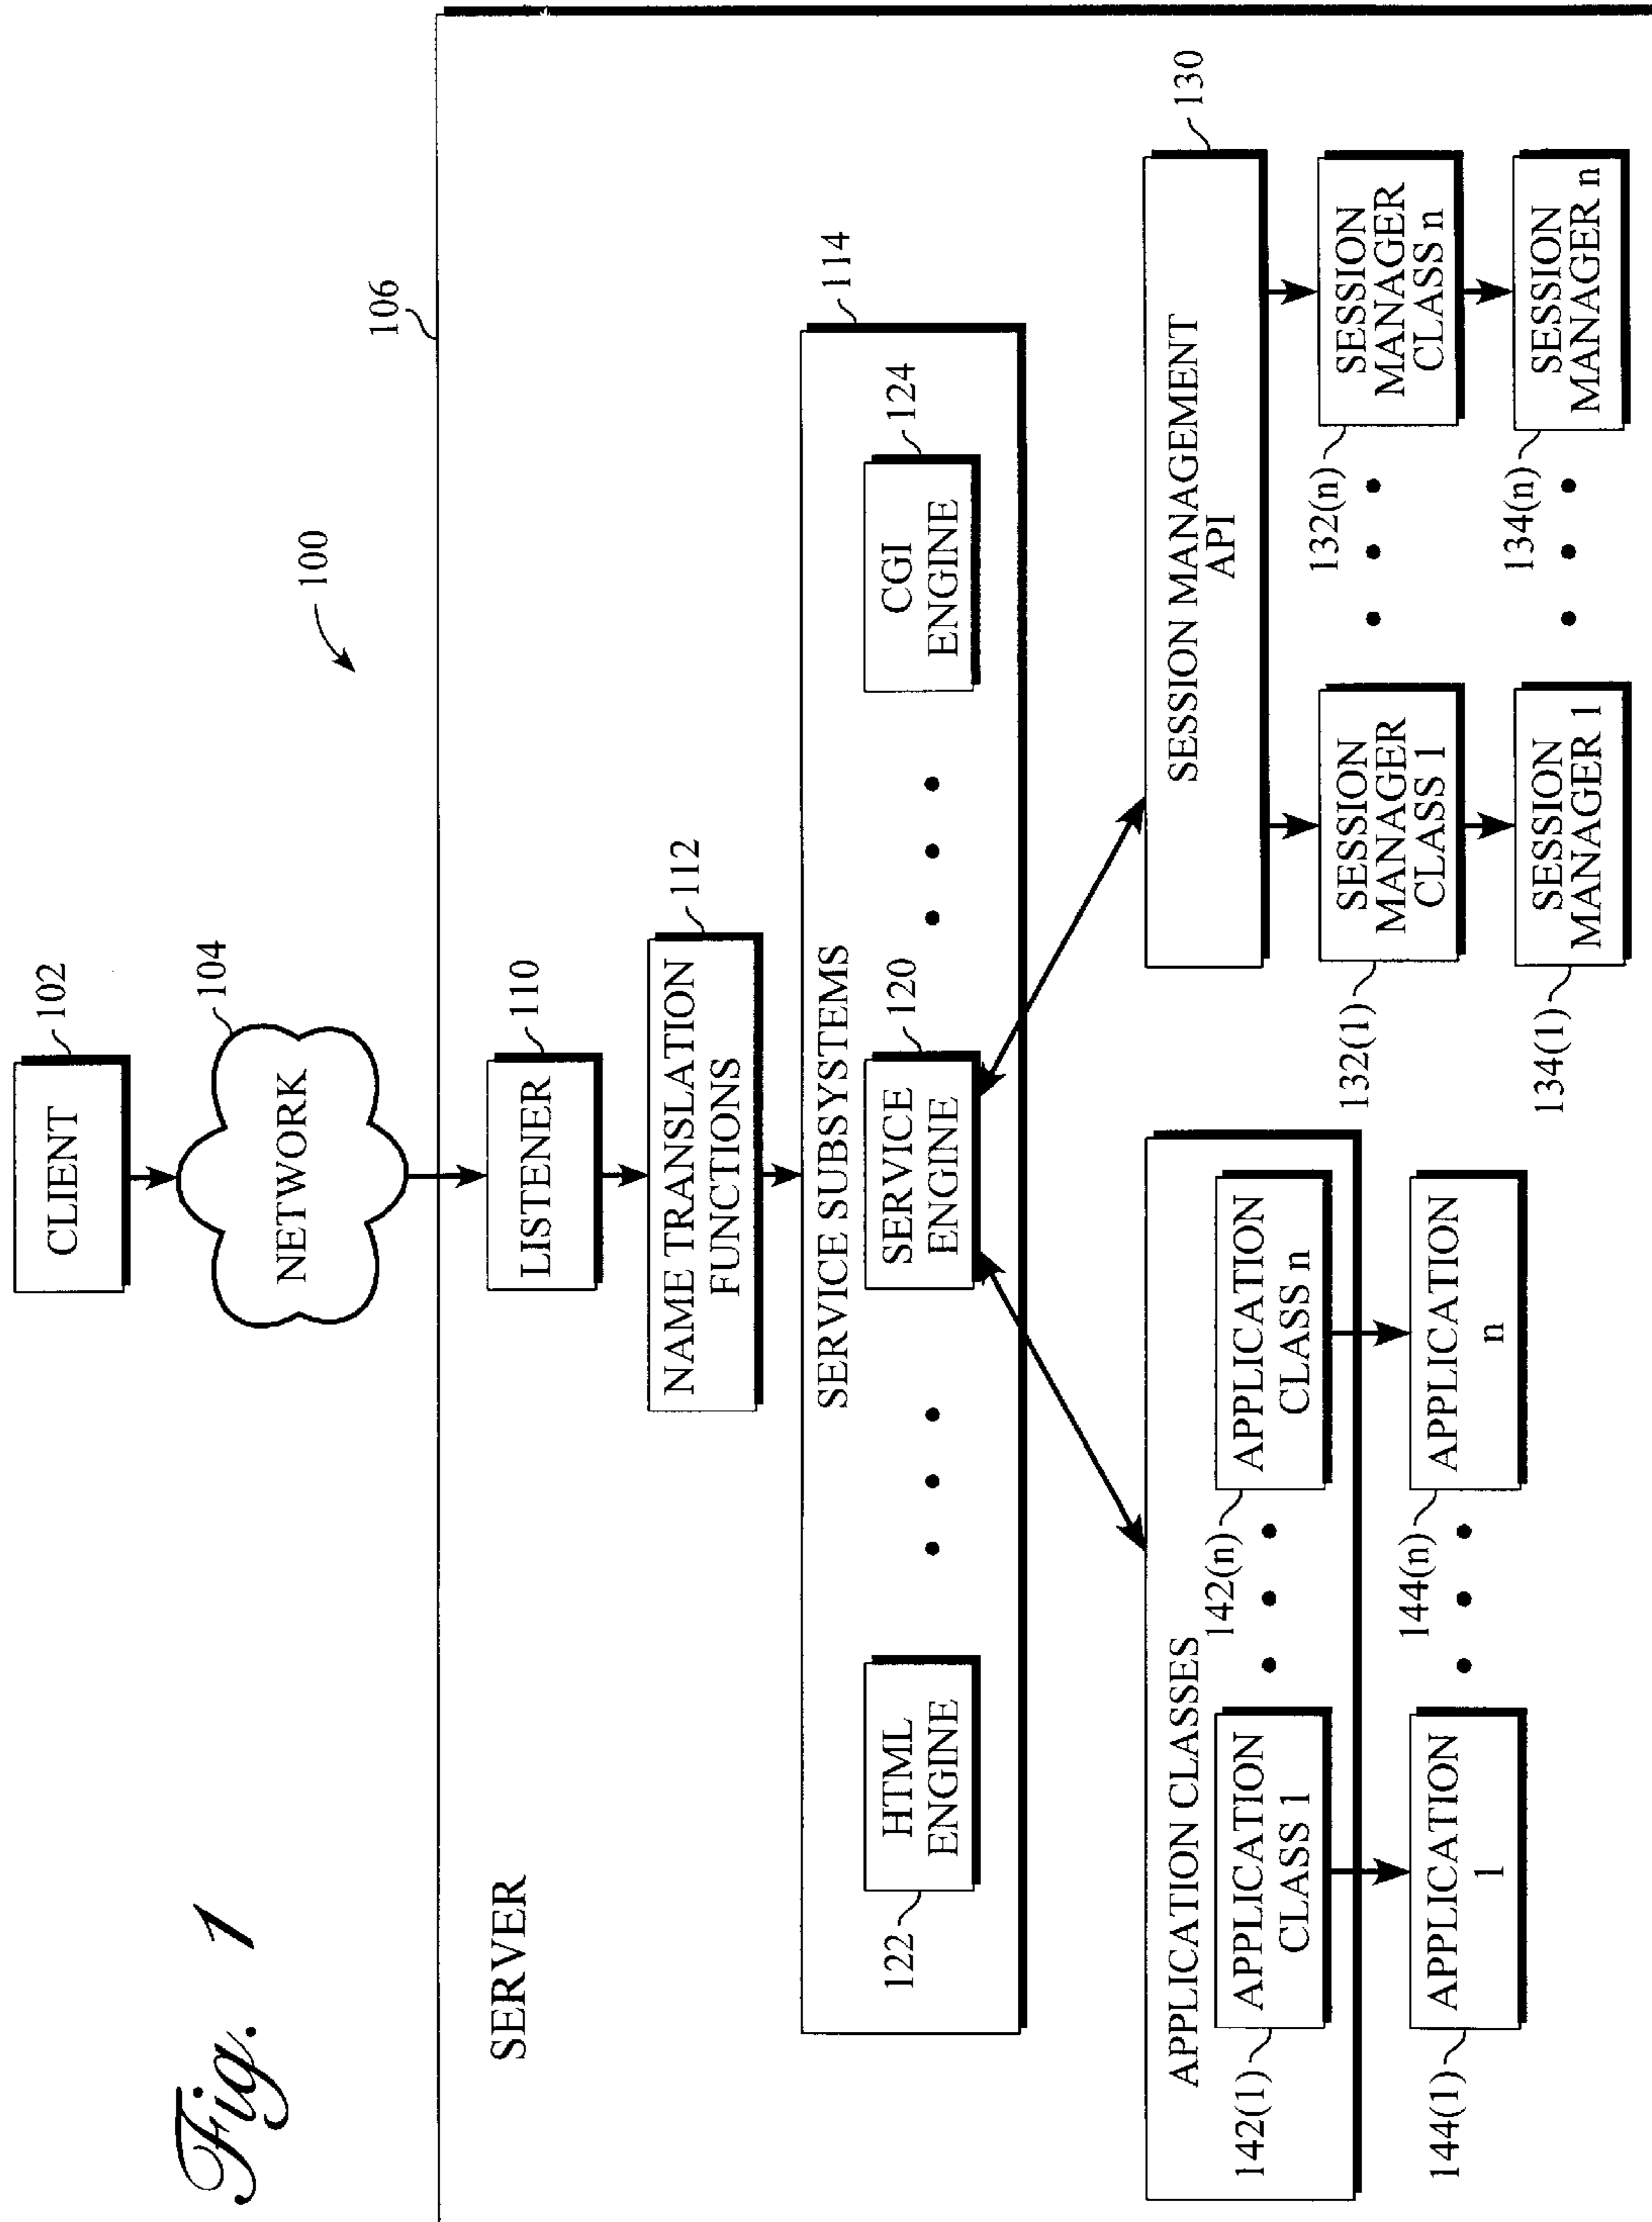 Fig. 1
100
CLIENT
102
NETWORK
104
106
SERVER
LISTENER
110
NAME TRANSLATION
FUNCTIONS
112
114
SERVICE SUBSYSTEMS
122
HTML
ENGINE
SERVICE
ENGINE
120
CGI
ENGINE
124
APPLICATION CLASSES
142(1)
APPLICATION
CLASS 1
142(n)
APPLICATION
CLASS n
144(1)
APPLICATION
1
144(n)
APPLICATION
n
SESSION MANAGEMENT
API
130
132(1)
SESSION
MANAGER
CLASS 1
132(n)
SESSION
MANAGER
CLASS n
134(1)
SESSION
MANAGER 1
134(n)
SESSION
MANAGER n